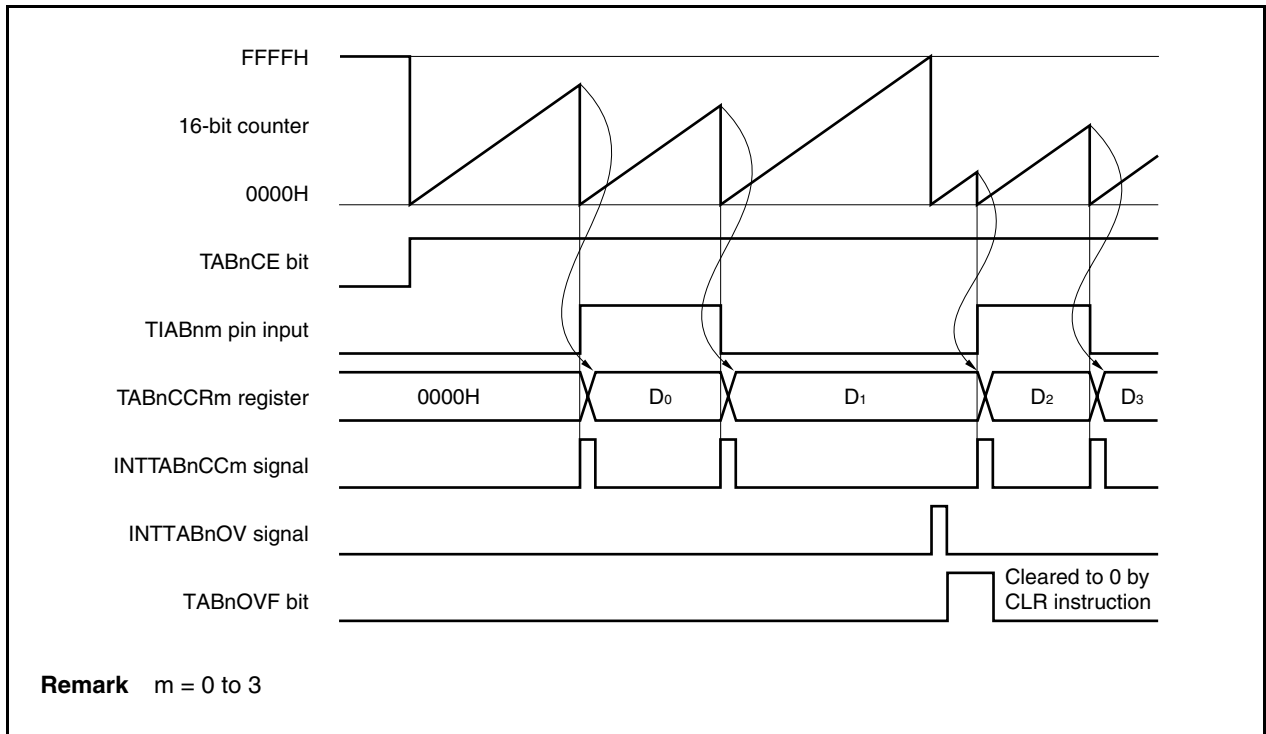 FFFFH
16-bit counter
0000H
TABnCE bit
TIABnm pin input
TABnCCRm register
0000H D0 D1 D2 D3
INTTABnCCm signal
INTTABnOV signal
TABnOVF bit
Cleared to 0 by
CLR instruction
Remark m = 0 to 3